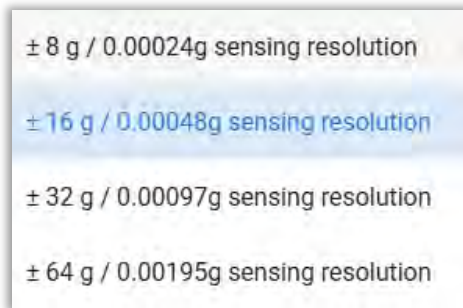 ± 8 g / 0.00024g sensing resolution
± 16 g / 0.00048g sensing resolution
± 32 g / 0.00097g sensing resolution
± 64 g / 0.00195g sensing resolution